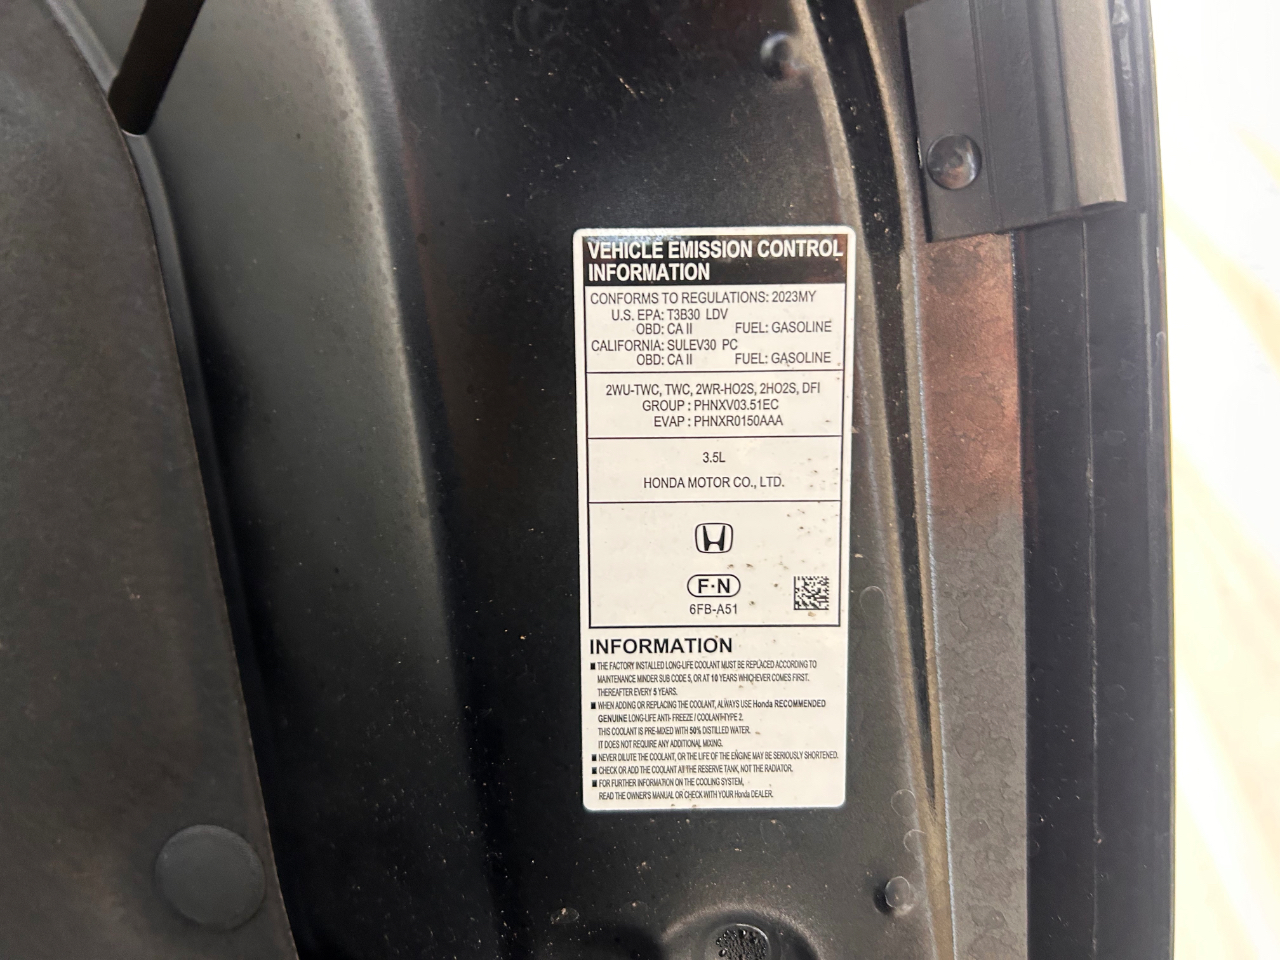 VEHICLE EMISSION CONTROL
INFORMATION
CONFORMS TO REGULATIONS: 2023MY
U.S. EPA: T3B30 LDV
OBD: CA II FUEL: GASOLINE
CALIFORNIA: SULEV30 PC
OBD: CA II FUEL: GASOLINE
2WU-TWC, TWC, 2WR-HO2S, 2HO2S, DFI
GROUP : PHNXV03.51EC
EVAP : PHNXR0150AAA
3.5L
HONDA MOTOR CO., LTD.
F·N
6FB-A51
INFORMATION
■ THE FACTORY INSTALLED LONG-LIFE COOLANT MUST BE REPLACED ACCORDING TO
MAINTENANCE MINDER SUB CODE 5, OR AT 10 YEARS WHICHEVER COMES FIRST.
THEREAFTER EVERY 5 YEARS.
■ WHEN ADDING OR REPLACING THE COOLANT, ALWAYS USE Honda RECOMMENDED
GENUINE LONG-LIFE ANTI-FREEZE / COOLANT-TYPE 2.
THIS COOLANT IS PRE-MIXED WITH 50% DISTILLED WATER.
IT DOES NOT REQUIRE ANY ADDITIONAL MIXING.
■ NEVER DILUTE THE COOLANT, OR THE LIFE OF THE ENGINE MAY BE SERIOUSLY SHORTENED.
■ CHECK OR ADD THE COOLANT AT THE RESERVE TANK, NOT THE RADIATOR.
■ FOR FURTHER INFORMATION ON THE COOLING SYSTEM,
READ THE OWNER'S MANUAL OR CHECK WITH YOUR Honda DEALER.